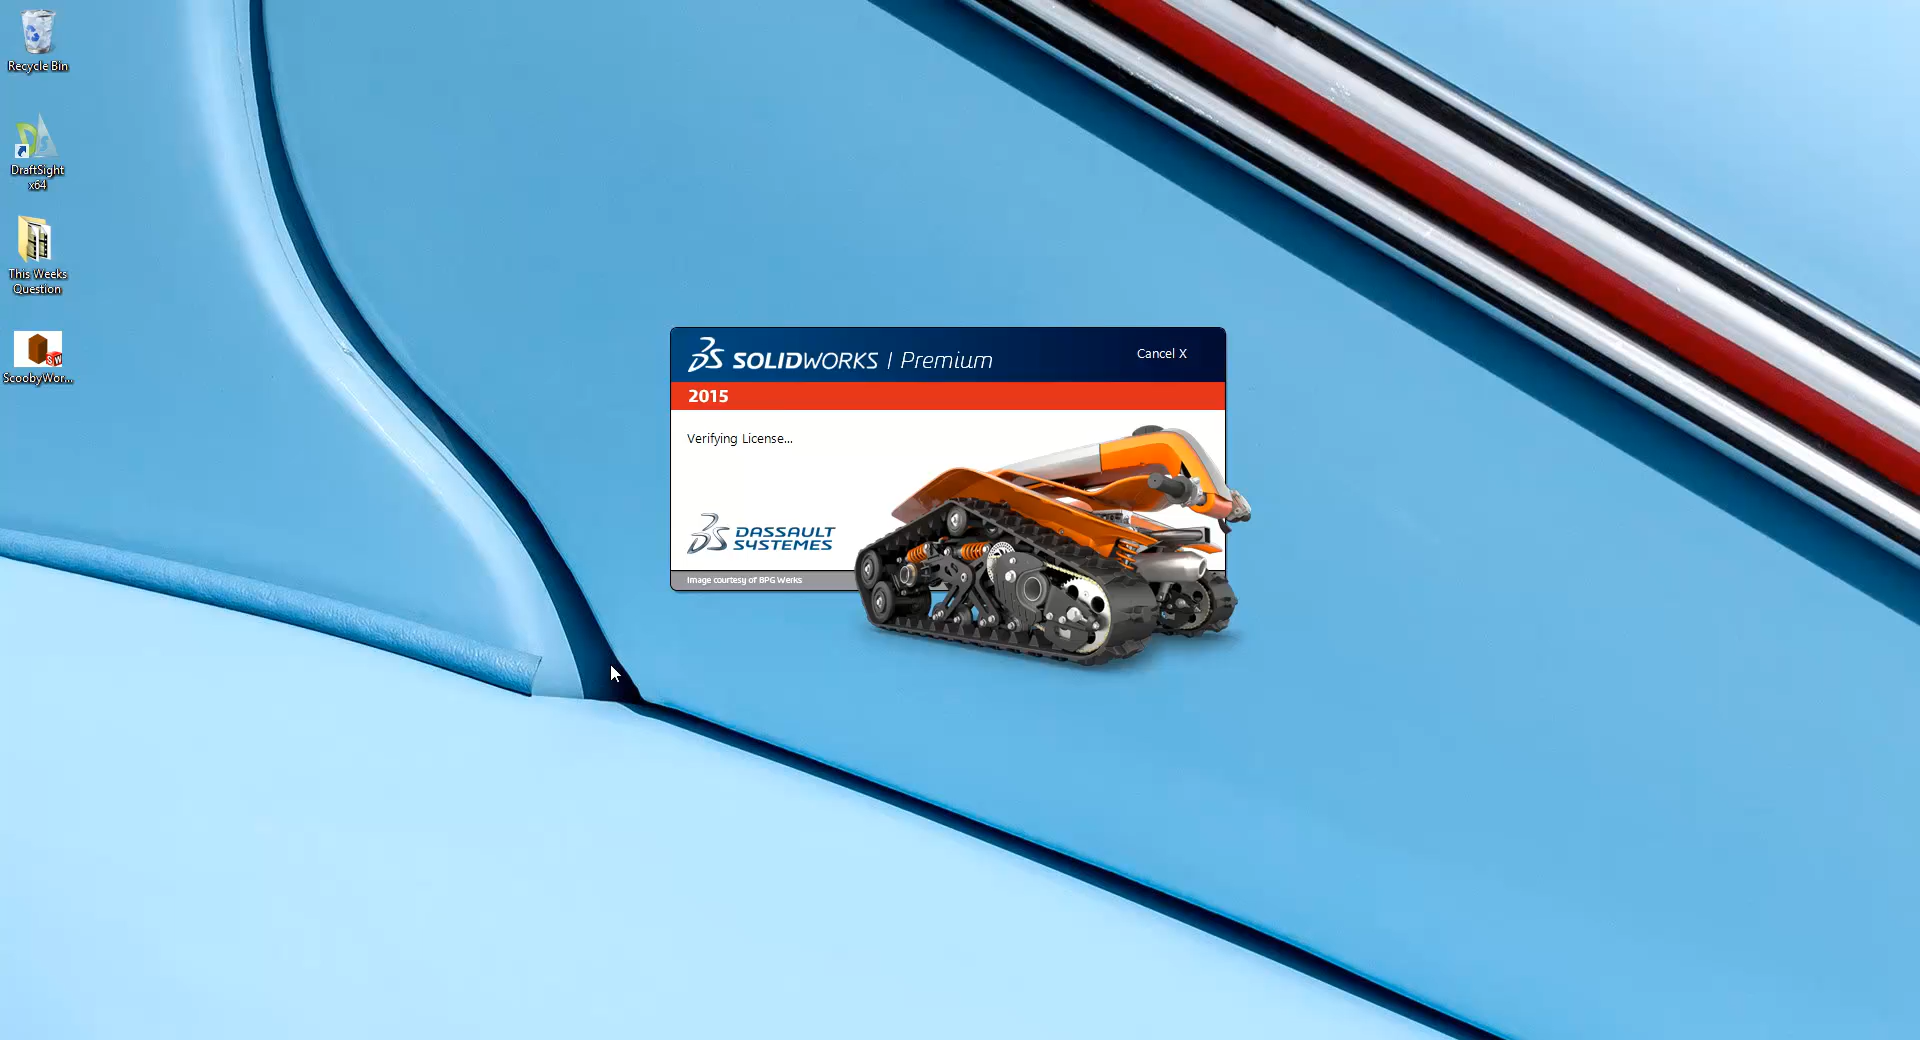 Recycle Bin
DraftSight
x64
This Weeks
Question
ScoobyWor...
SOLIDWORKS | Premium
Cancel X
2015
Verifying License...
DASSAULT
SYSTEMES
Image courtesy of BPG Werks